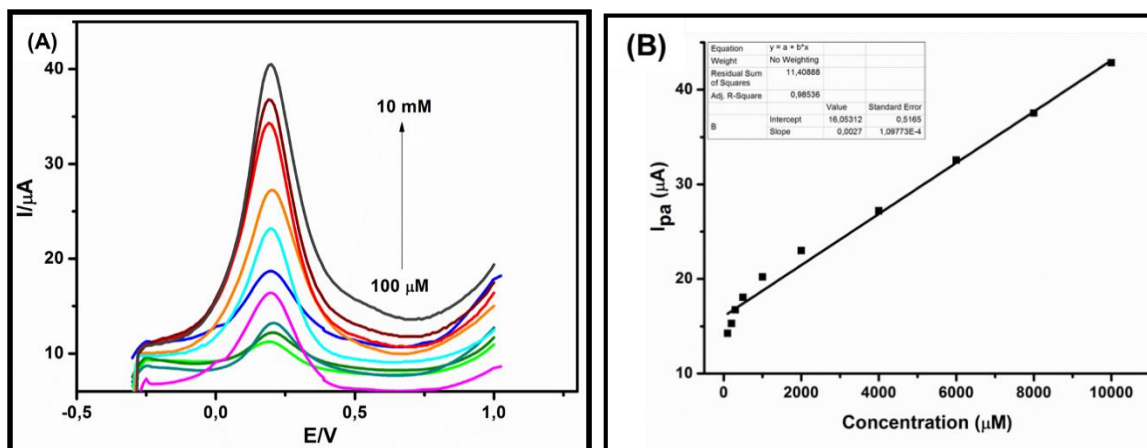 (A)
40
30
20
10
I/µA
10 mM
100 µM
-0,5
0,0
0,5
1,0
E/V
(B)
Equation y = a + b*x
Weight No Weighting
Residual Sum of Squares 11,40888
Adj. R-Square 0,98536
Value Standard Error
B Intercept 16,05312 0,5165
Slope 0,0027 1,09773E-4
40
30
20
10
Ipa (µA)
0
2000
4000
6000
8000
10000
Concentration (µM)